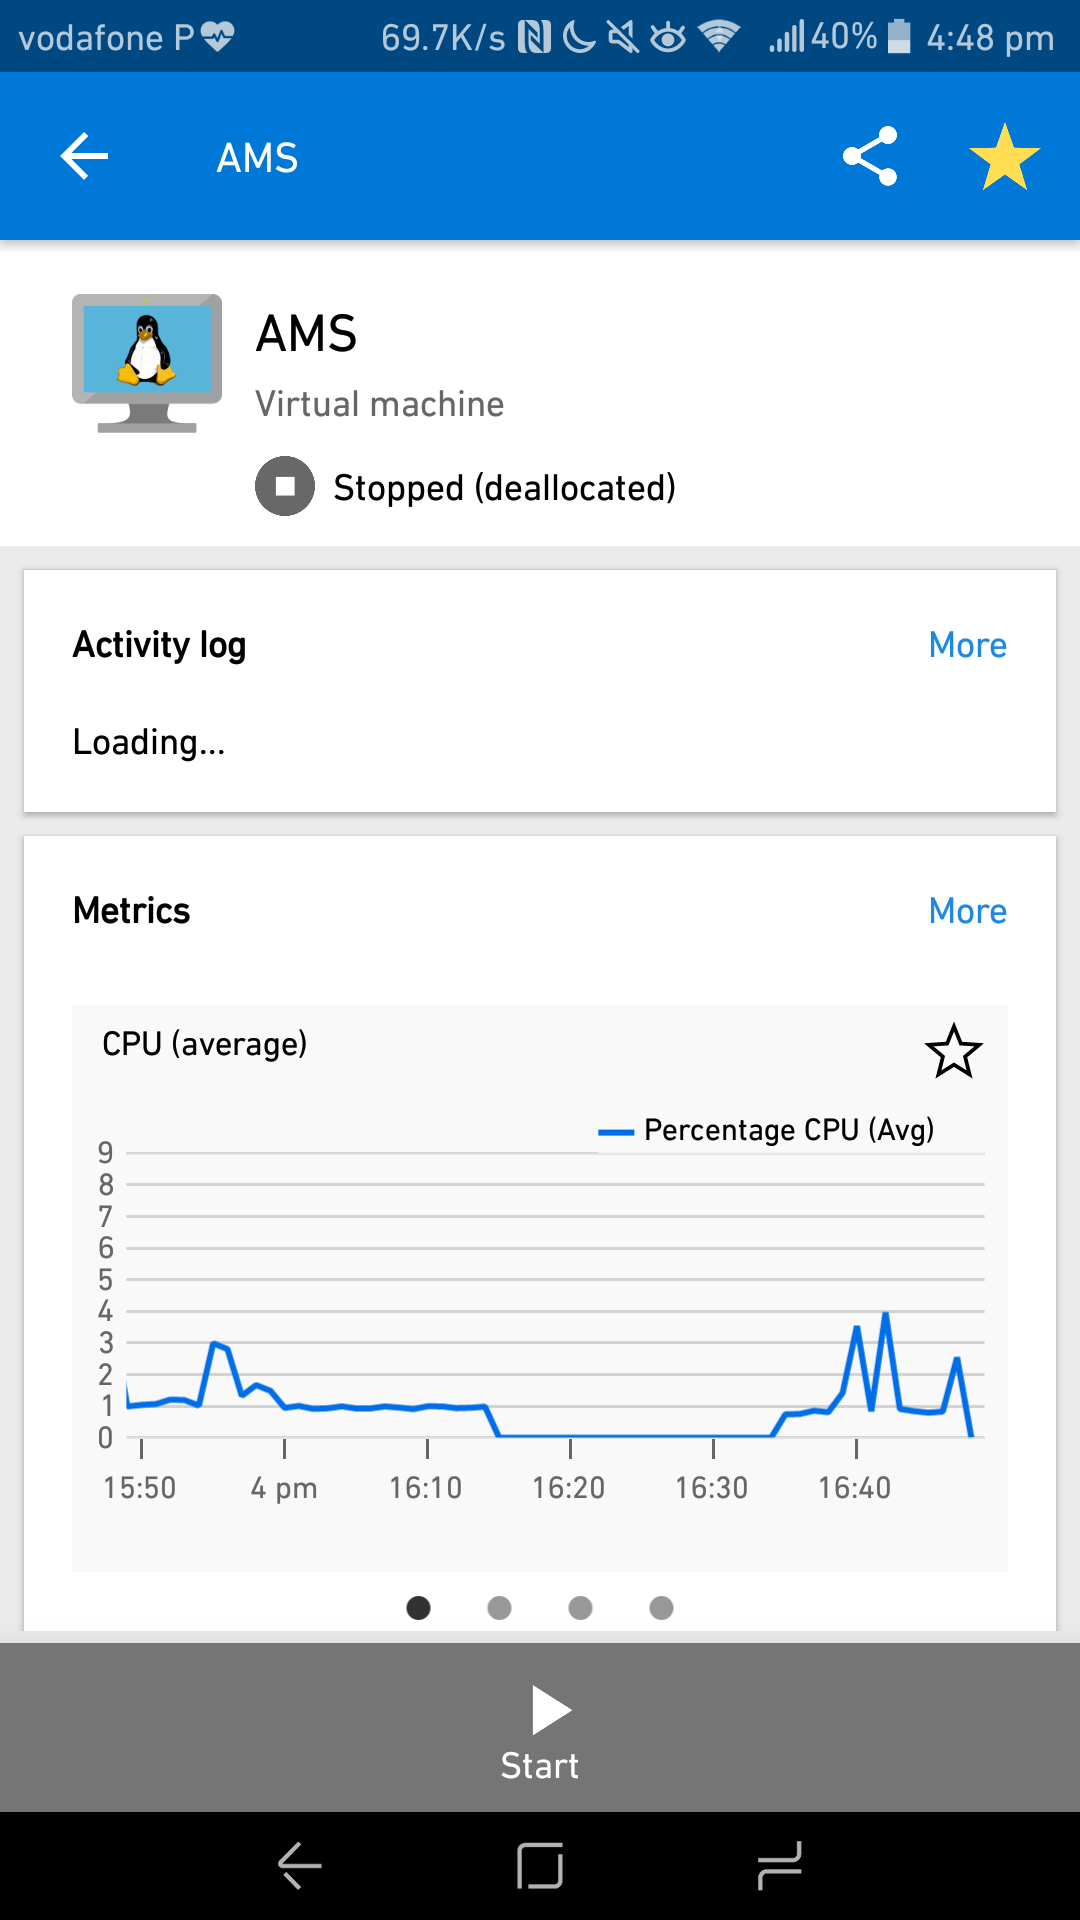 vodafone P 69.7K/s 40% 4:48 pm
AMS
AMS
Virtual machine
Stopped (deallocated)
Activity log More
Loading...
Metrics More
CPU (average)
Percentage CPU (Avg)
9
8
7
6
5
4
3
2
1
0
15:50 4 pm 16:10 16:20 16:30 16:40
Start